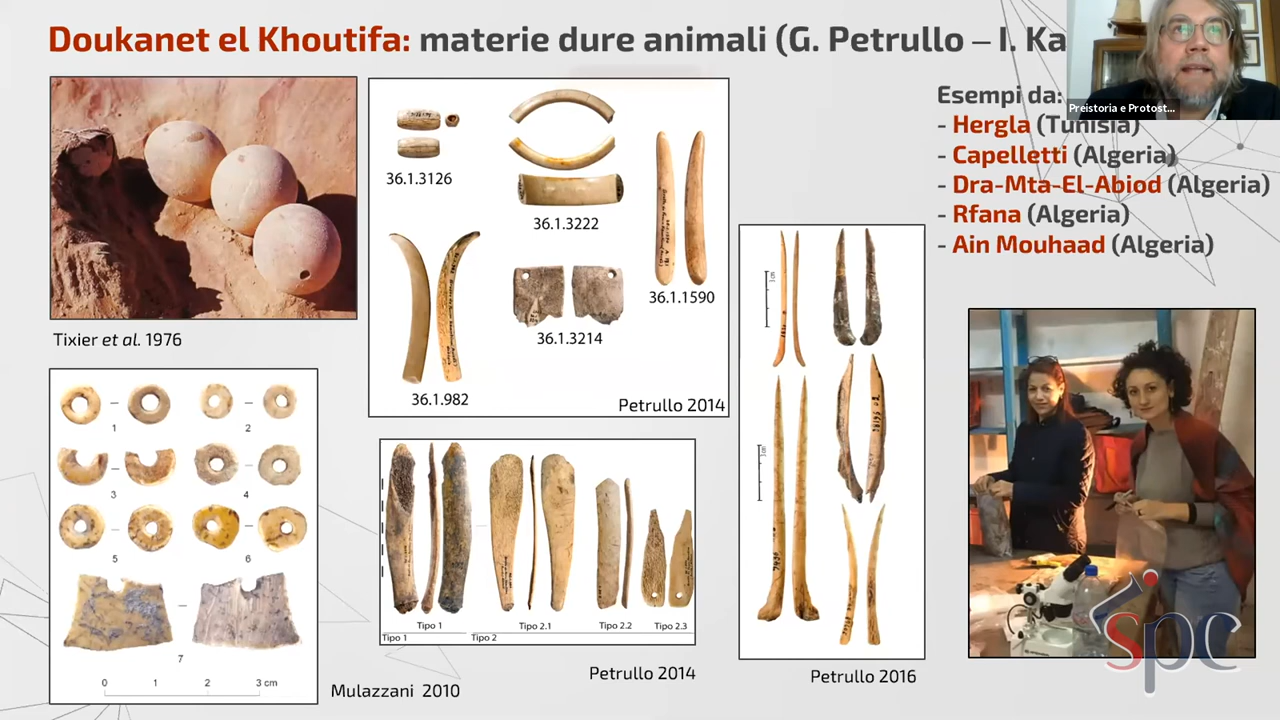 Doukanet el Khoutifa: materie dure animali (G. Petrullo – I. Ka
Preistoria e Protost...
Esempi da:
- Hergla (Tunisia)
- Capelletti (Algeria)
- Dra-Mta-El-Abiod (Algeria)
- Rfana (Algeria)
- Ain Mouhaad (Algeria)
Tixier et al. 1976
36.1.3126
36.1.3222
36.1.1590
36.1.3214
36.1.982
Petrullo 2014
1
2
3
4
5
6
7
0 1 2 3 cm
Mulazzani 2010
Tipo 1 Tipo 2.1 Tipo 2.2 Tipo 2.3
Tipo 1 Tipo 2
Petrullo 2014
Petrullo 2016
spc